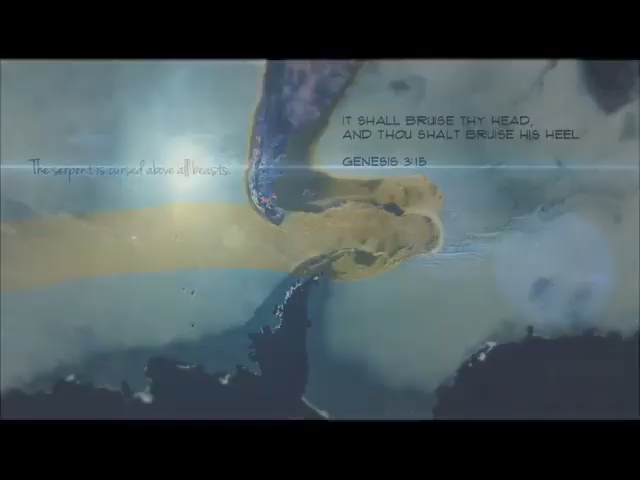 IT SHALL BRUISE THY HEAD,
AND THOU SHALT BRUISE HIS HEEL
GENESIS 3:15
The serpent is cursed above all beasts.